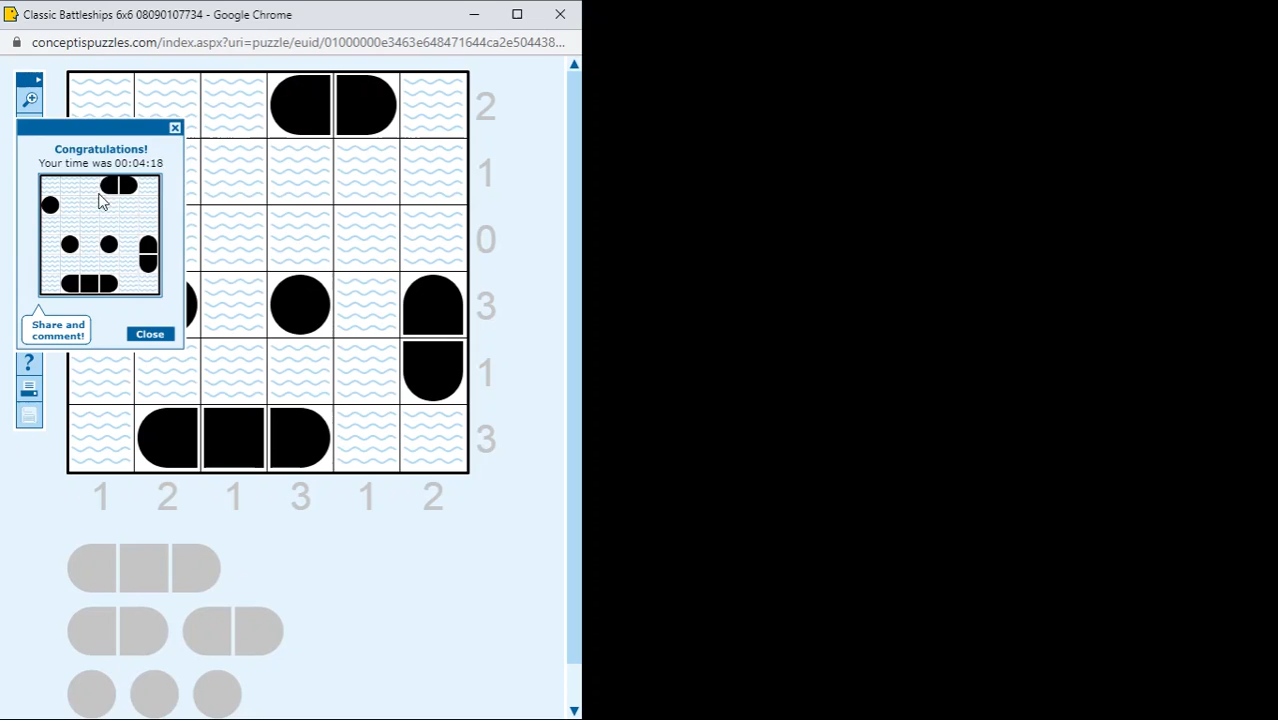 Classic Battleships 6x6 08090107734 - Google Chrome
conceptispuzzles.com/index.aspx?uri=puzzle/euid/01000000e3463e648471644ca2e504438...
2
Congratulations!
Your time was 00:04:18
1
0
3
Share and
comment!
Close
?
1
3
1 2 1 3 1 2